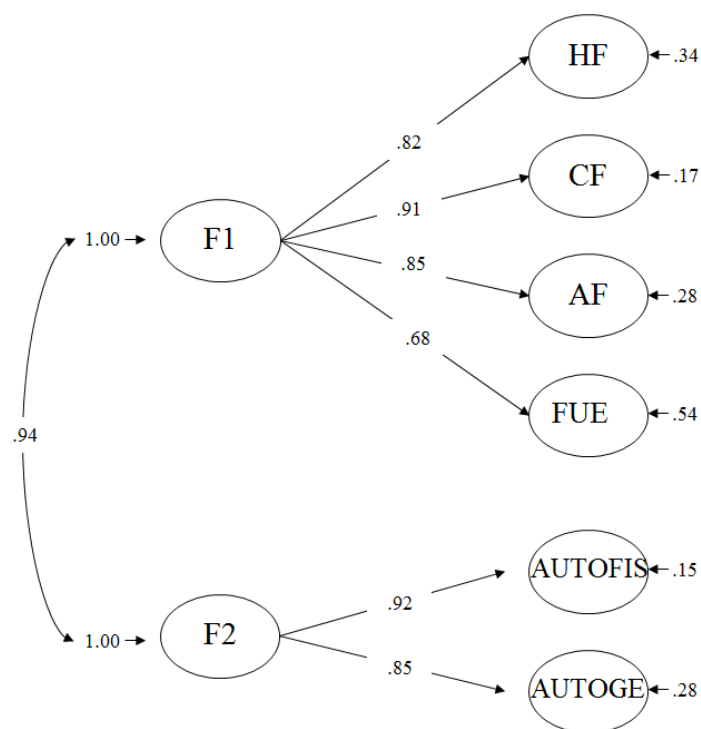 HF
.34
.82
CF
.17
.91
1.00
F1
.85
AF
.28
.68
FUE
.54
.94
AUTOFIS
.15
.92
1.00
F2
.85
AUTOGE
.28